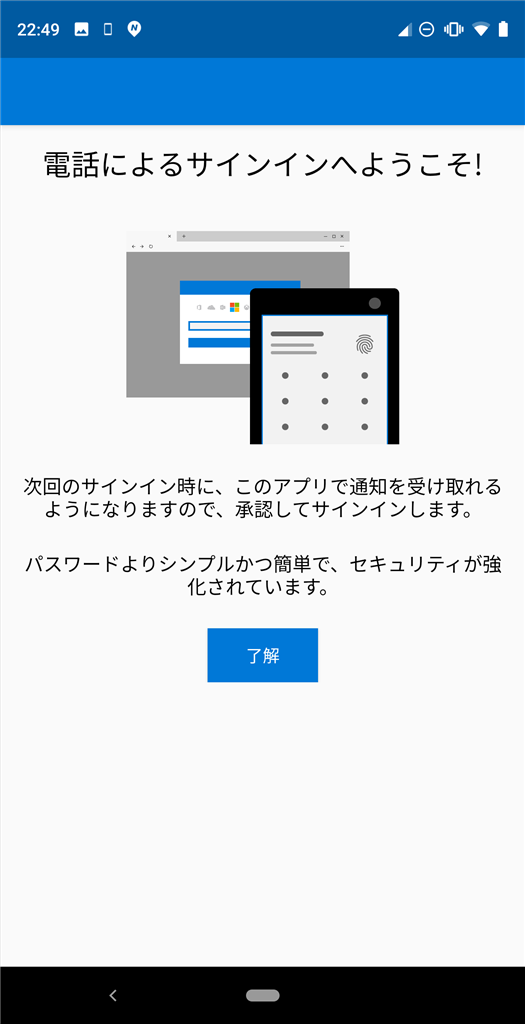 22:49
電話によるサインインへようこそ!
次回のサインイン時に、このアプリで通知を受け取れる
ようになりますので、承認してサインインします。
パスワードよりシンプルかつ簡単で、セキュリティが強
化されています。
了解